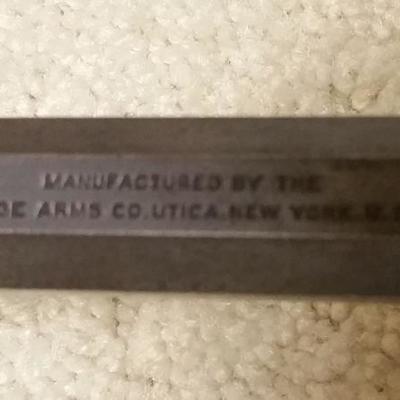 MANUFACTURED BY THE
ARMS CO. UTICA. NEW YORK. U.S